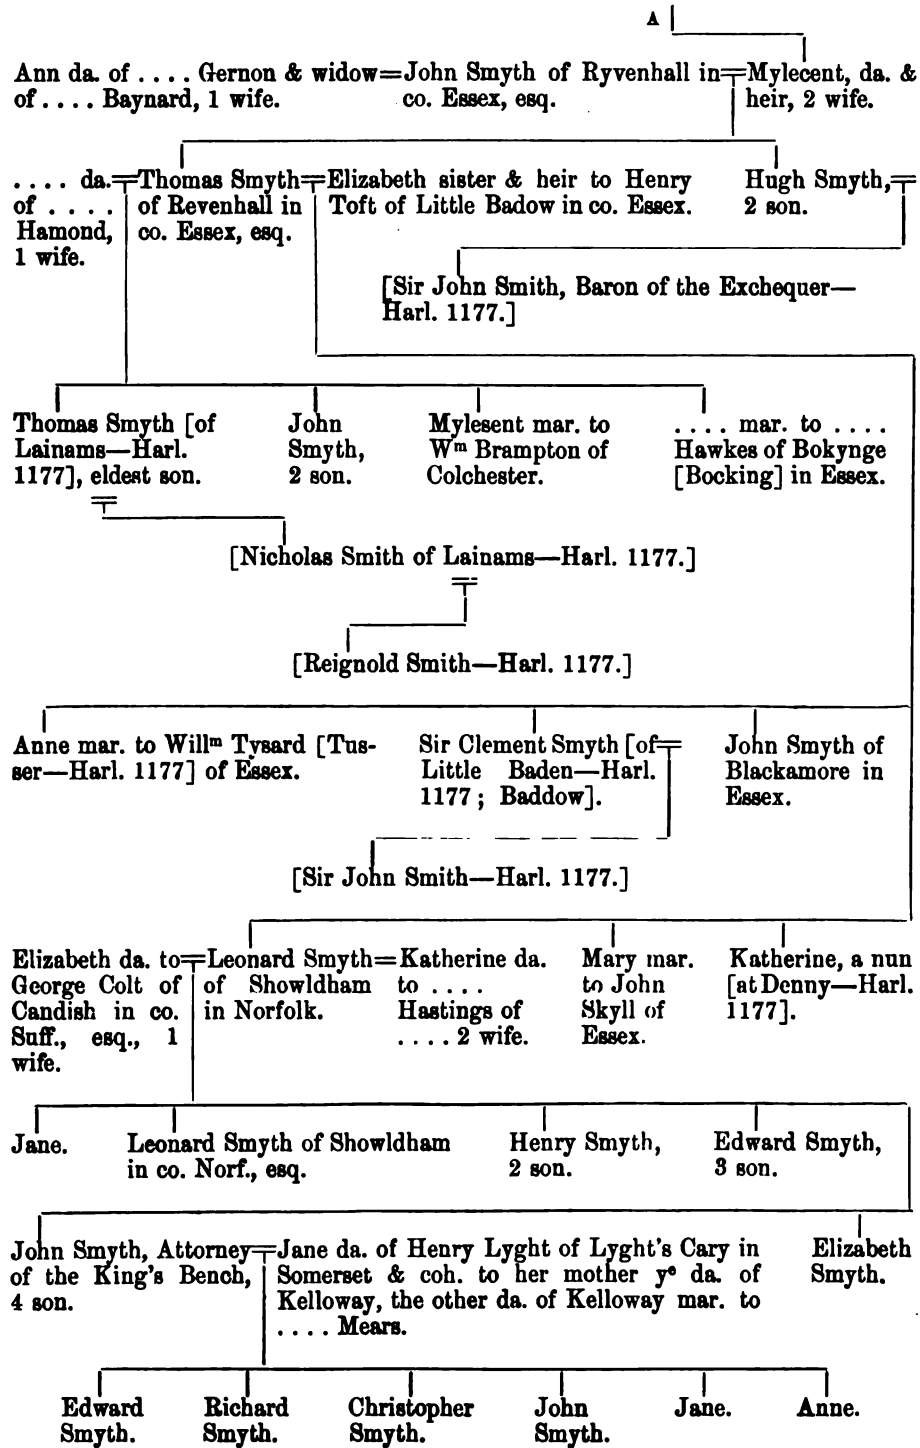 A
Ann da. of .... Gernon & widow=John Smyth of Ryvenhall in=Mylecent, da. &
of .... Baynard, 1 wife. co. Essex, esq. heir, 2 wife.
.... da.=Thomas Smyth=Elizabeth sister & heir to Henry Hugh Smyth,=
of .... of Revenhall in Toft of Little Badow in co. Essex. 2 son.
Hamond, co. Essex, esq.
1 wife.
[Sir John Smith, Baron of the Exchequer—
Harl. 1177.]
Thomas Smyth [of John Mylesent mar. to .... mar. to ....
Lainams—Harl. Smyth, Wm Brampton of Hawkes of Bokynge
1177], eldest son. 2 son. Colchester. [Bocking] in Essex.
[Nicholas Smith of Lainams—Harl. 1177.]
[Reignold Smith—Harl. 1177.]
Anne mar. to Willm Tysard [Tus- Sir Clement Smyth [of= John Smyth of
ser—Harl. 1177] of Essex. Little Baden—Harl. Blackamore in
1177 ; Baddow]. Essex.
[Sir John Smith—Harl. 1177.]
Elizabeth da. to=Leonard Smyth=Katherine da. Mary mar. Katherine, a nun
George Colt of of Showldham to .... to John [at Denny—Harl.
Candish in co. in Norfolk. Hastings of Skyll of 1177].
Suff., esq., 1 .... 2 wife. Essex.
wife.
Jane. Leonard Smyth of Showldham Henry Smyth, Edward Smyth,
in co. Norf., esq. 2 son. 3 son.
John Smyth, Attorney=Jane da. of Henry Lyght of Lyght's Cary in Elizabeth
of the King's Bench, Somerset & coh. to her mother ye da. of Smyth.
4 son. Kelloway, the other da. of Kelloway mar. to
.... Mears.
Edward Richard Christopher John Jane. Anne.
Smyth. Smyth. Smyth. Smyth.